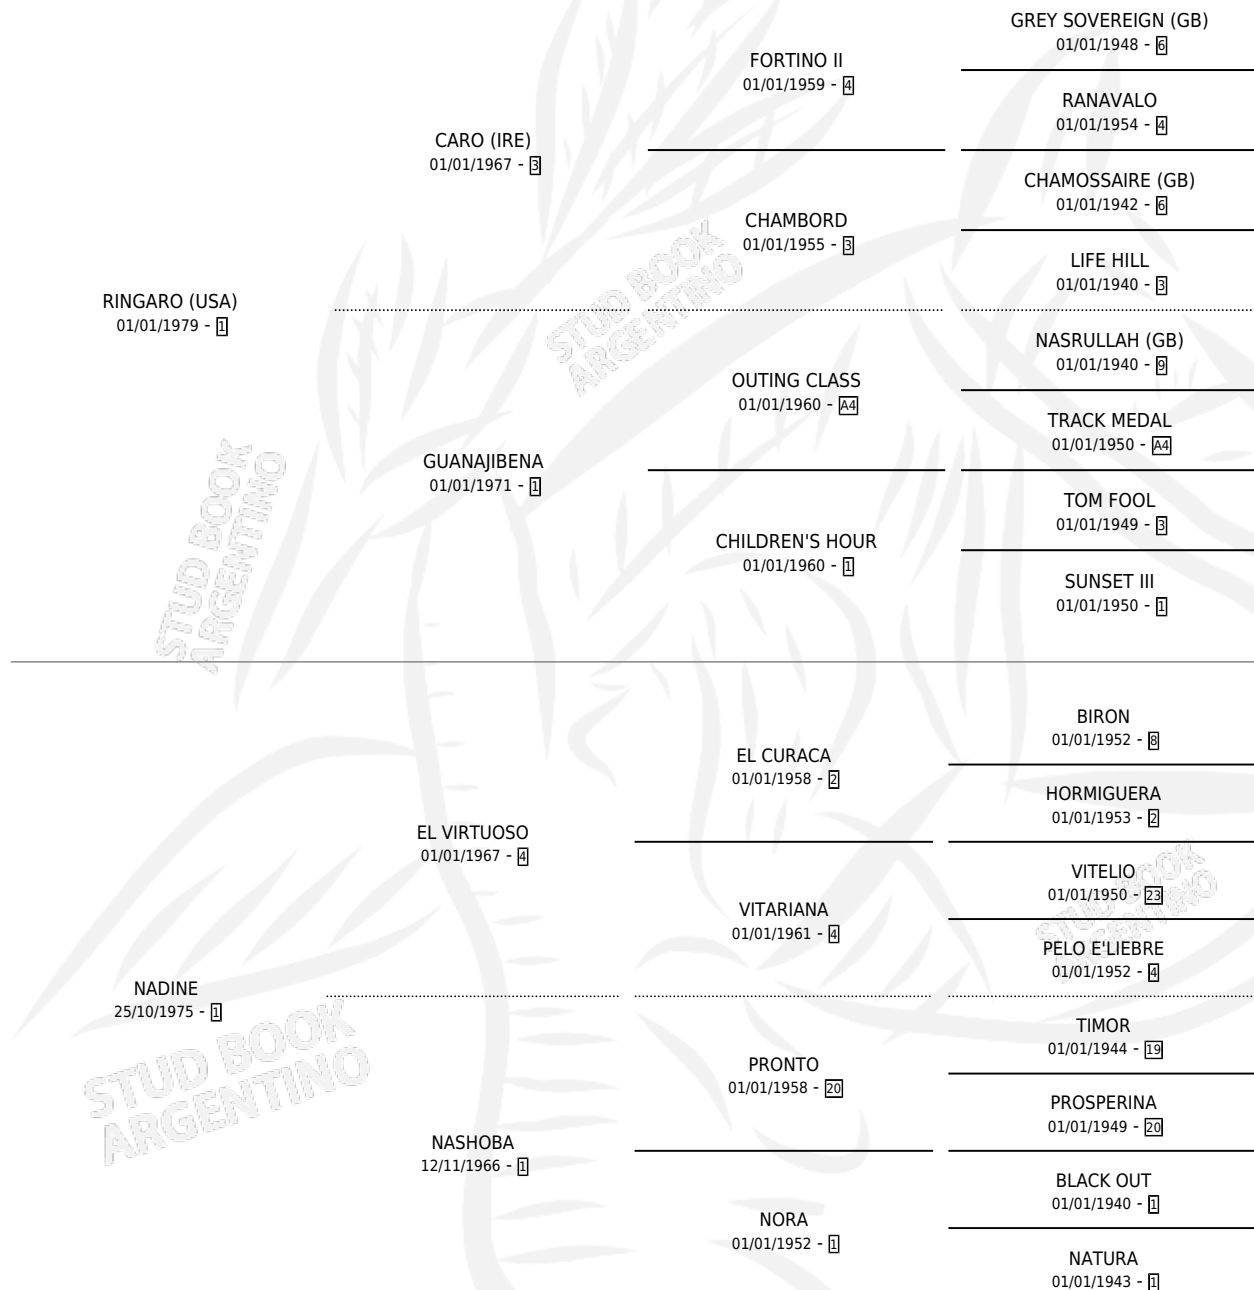 GREY SOVEREIGN (GB)
01/01/1948 - 6
FORTINO II
01/01/1959 - 4
RANAVALO
01/01/1954 - 4
CARO (IRE)
01/01/1967 - 3
CHAMOSSAIRE (GB)
01/01/1942 - 6
CHAMBORD
01/01/1955 - 3
LIFE HILL
01/01/1940 - 3
RINGARO (USA)
01/01/1979 - 1
STUD BOOK
ARGENTINO
NASRULLAH (GB)
01/01/1940 - 9
OUTING CLASS
01/01/1960 - A4
TRACK MEDAL
01/01/1950 - A4
GUANAJIBENA
01/01/1971 - 1
TOM FOOL
01/01/1949 - 3
CHILDREN'S HOUR
01/01/1960 - 1
SUNSET III
01/01/1950 - 1
STUD BOOK
ARGENTINO
BIRON
01/01/1952 - 8
EL CURACA
01/01/1958 - 2
HORMIGUERA
01/01/1953 - 2
EL VIRTUOSO
01/01/1967 - 4
VITELIO
01/01/1950 - 23
VITARIANA
01/01/1961 - 4
STUD BOOK
ARGENTINO
PELO E'LIEBRE
01/01/1952 - 4
NADINE
25/10/1975 - 1
STUD BOOK
ARGENTINO
TIMOR
01/01/1944 - 19
PRONTO
01/01/1958 - 20
PROSPERINA
01/01/1949 - 20
NASHOBA
12/11/1966 - 1
BLACK OUT
01/01/1940 - 1
NORA
01/01/1952 - 1
NATURA
01/01/1943 - 1